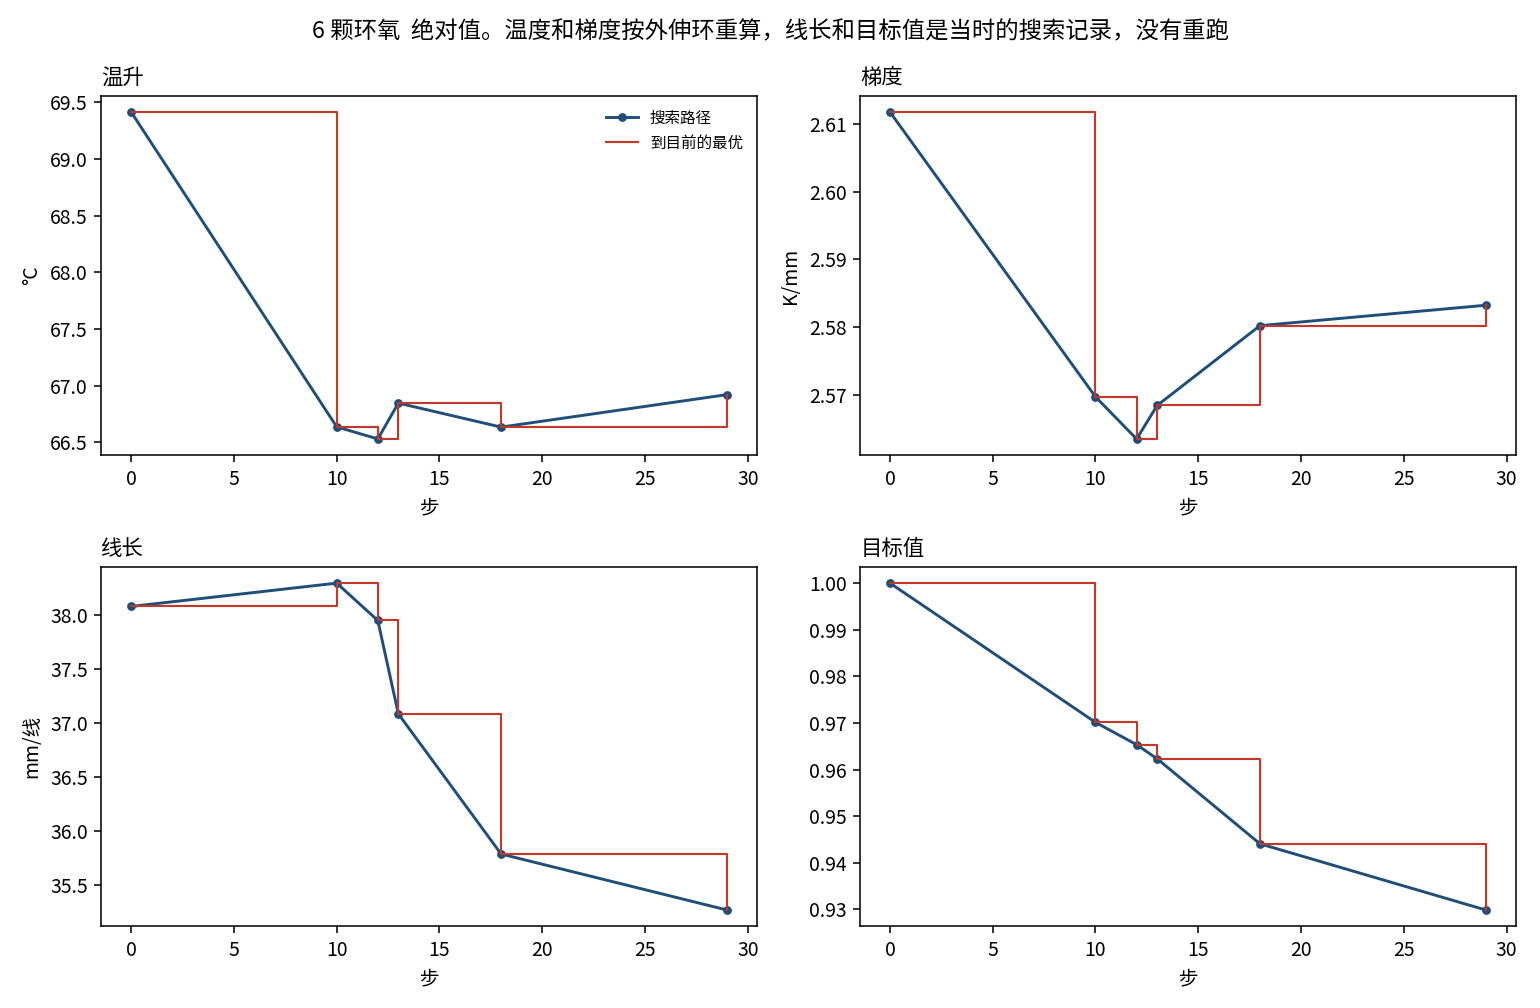 6 颗环氧  绝对值。温度和梯度按外伸环重算，线长和目标值是当时的搜索记录，没有重跑
温升
69.5
69.0
68.5
68.0
67.5
67.0
66.5
°C
0 5 10 15 20 25 30
步
搜索路径
到目前的最优
梯度
2.61
2.60
2.59
2.58
2.57
K/mm
0 5 10 15 20 25 30
步
线长
38.0
37.5
37.0
36.5
36.0
35.5
mm/线
0 5 10 15 20 25 30
步
目标值
1.00
0.99
0.98
0.97
0.96
0.95
0.94
0.93
0 5 10 15 20 25 30
步